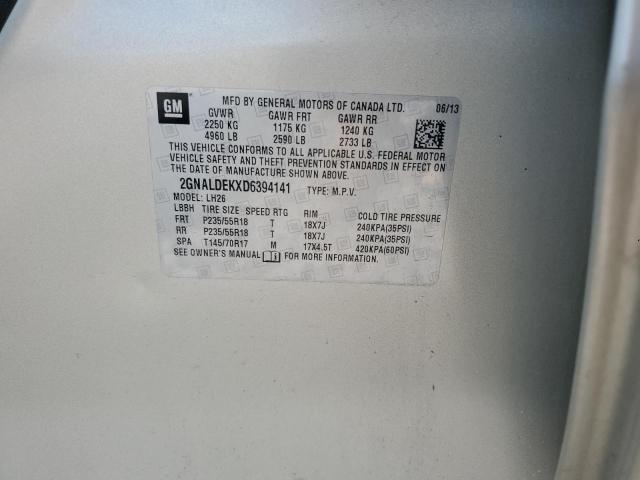 GM
MFD BY GENERAL MOTORS OF CANADA LTD. 06/13
GVWR GAWR FRT GAWR RR
2250 KG 1175 KG 1240 KG
4960 LB 2590 LB 2733 LB
THIS VEHICLE CONFORMS TO ALL APPLICABLE U.S. FEDERAL MOTOR
VEHICLE SAFETY AND THEFT PREVENTION STANDARDS IN EFFECT ON
THE DATE OF MANUFACTURE SHOWN ABOVE.
2GNALDEKXD6394141 TYPE: M.P.V.
MODEL: LH26
LBBH TIRE SIZE SPEED RTG RIM COLD TIRE PRESSURE
FRT P235/55R18 T 18X7J 240KPA(35PSI)
RR P235/55R18 T 18X7J 240KPA(35PSI)
SPA T145/70R17 M 17X4.5T 420KPA(60PSI)
SEE OWNER'S MANUAL FOR MORE INFORMATION.